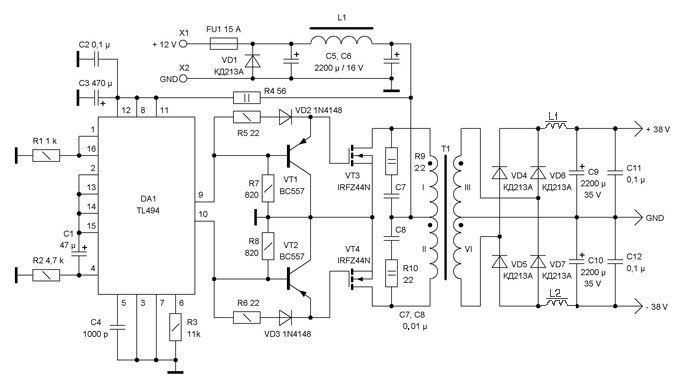 L1
X1
FU1 15 A
+ 12 V
C2 0,1 µ
VD1
КД213А
C5, C6
2200 µ / 16 V
X2
GND
C3 470 µ
R4 56
12 8 11
VD2 1N4148
R5 22
R1 1 k
1
16
2
13
14
15
4
DA1
TL494
9
10
R7
820
VT1
BC557
VT3
IRFZ44N
R9
22
C7
T1
I
III
L1
+ 38 V
VD4
КД213А
VD6
КД213А
C9
2200 µ
35 V
C11
0,1 µ
GND
C1
47 µ
R2 4,7 k
R8
820
VT2
BC557
VT4
IRFZ44N
C8
R10
22
II
VI
VD5
КД213А
VD7
КД213А
C10
2200 µ
35 V
C12
0,1 µ
L2
- 38 V
5 3 7 6
R6 22
VD3 1N4148
C7, C8
0,01 µ
C4
1000 p
R3
11k